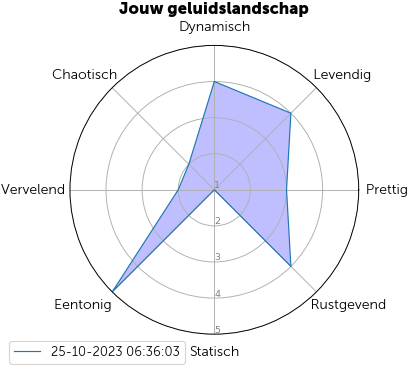 Jouw geluidslandschap
Dynamisch
Chaotisch
Levendig
Vervelend
1
Prettig
2
3
4
Eentonig
Rustgevend
5
25-10-2023 06:36:03
Statisch